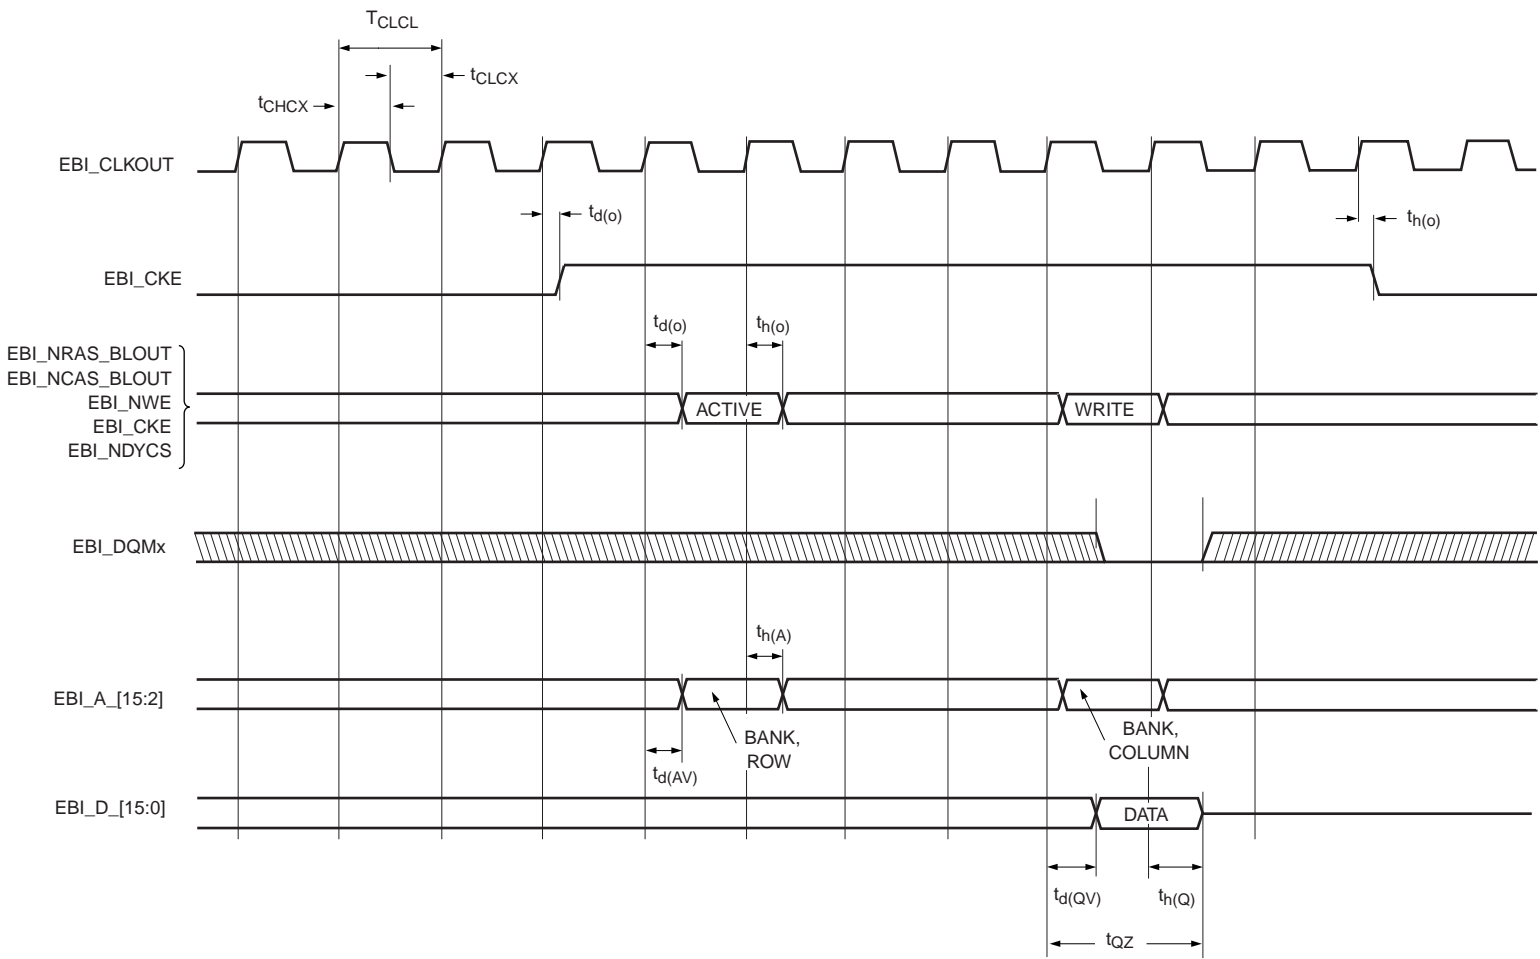 TCLCL
tCLCX
tCHCX
EBI_CLKOUT
td(o)
th(o)
EBI_CKE
td(o)
th(o)
EBI_NRAS_BLOUT
EBI_NCAS_BLOUT
EBI_NWE
EBI_CKE
EBI_NDYCS
ACTIVE
WRITE
EBI_DQMx
th(A)
EBI_A_[15:2]
BANK,
ROW
BANK,
COLUMN
td(AV)
EBI_D_[15:0]
DATA
td(QV)
th(Q)
tQZ